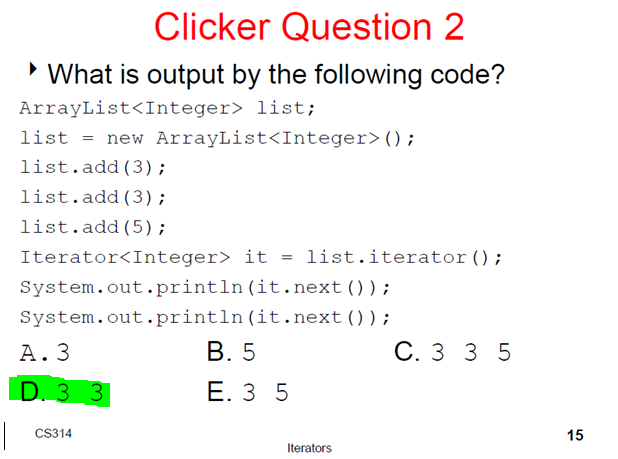 Clicker Question 2
What is output by the following code?
ArrayList<Integer> list;
list = new ArrayList<Integer>();
list.add(3);
list.add(3);
list.add(5);
Iterator<Integer> it = list.iterator();
System.out.println(it.next());
System.out.println(it.next());
A. 3 B. 5 C. 3 3 5
D. 3 3 E. 3 5
CS314 Iterators 15